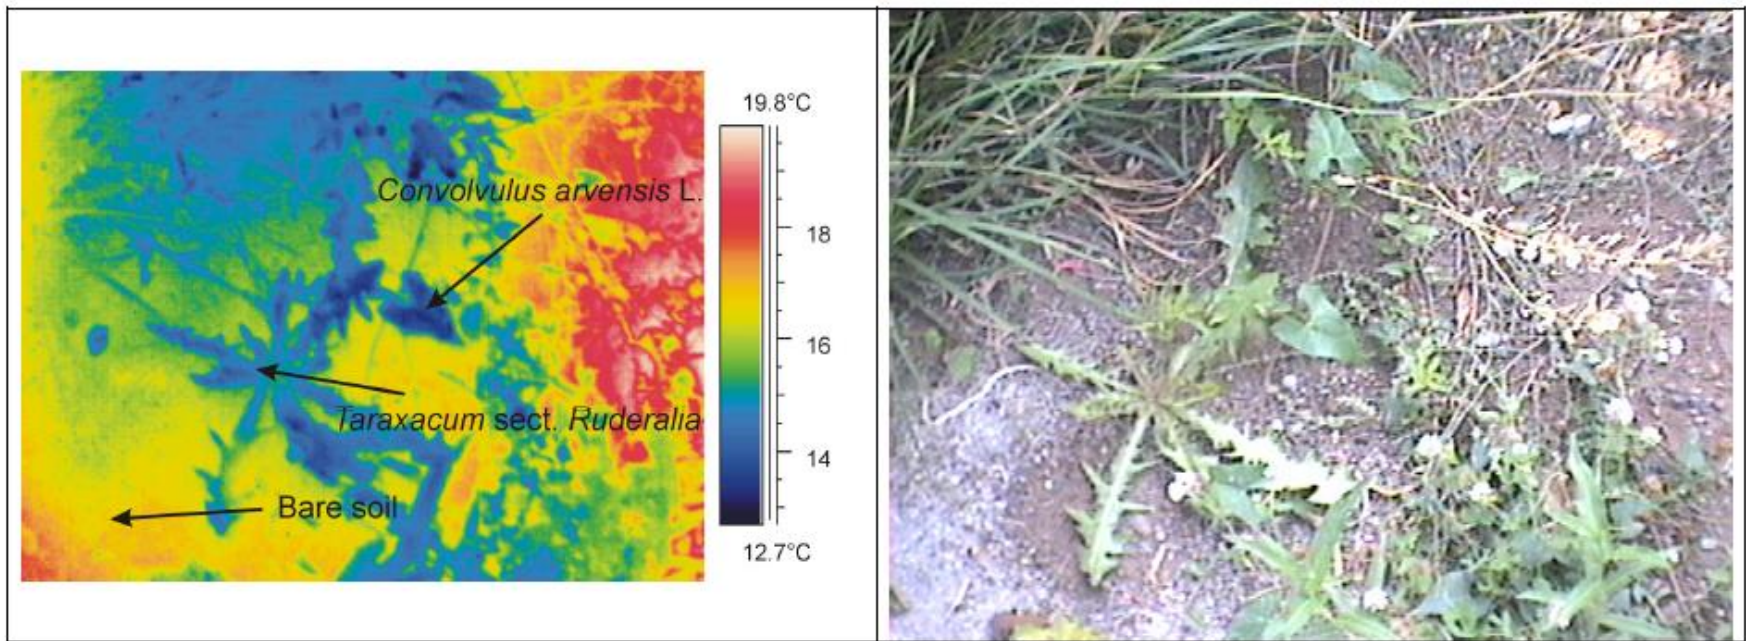 19.8°C
Convolvulus arvensis L.
18
16
Taraxacum sect. Ruderalia
14
Bare soil
12.7°C